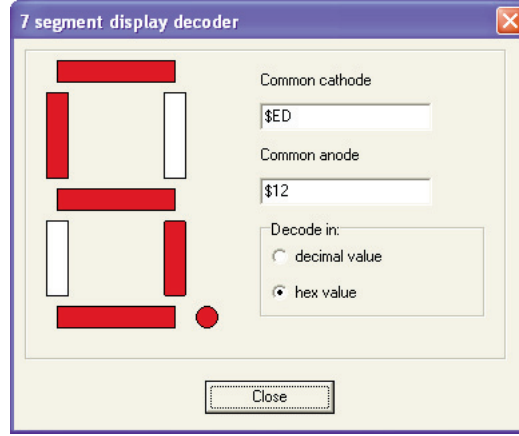 7 segment display decoder
Common cathode
$ED
Common anode
$12
Decode in:
decimal value
hex value
Close